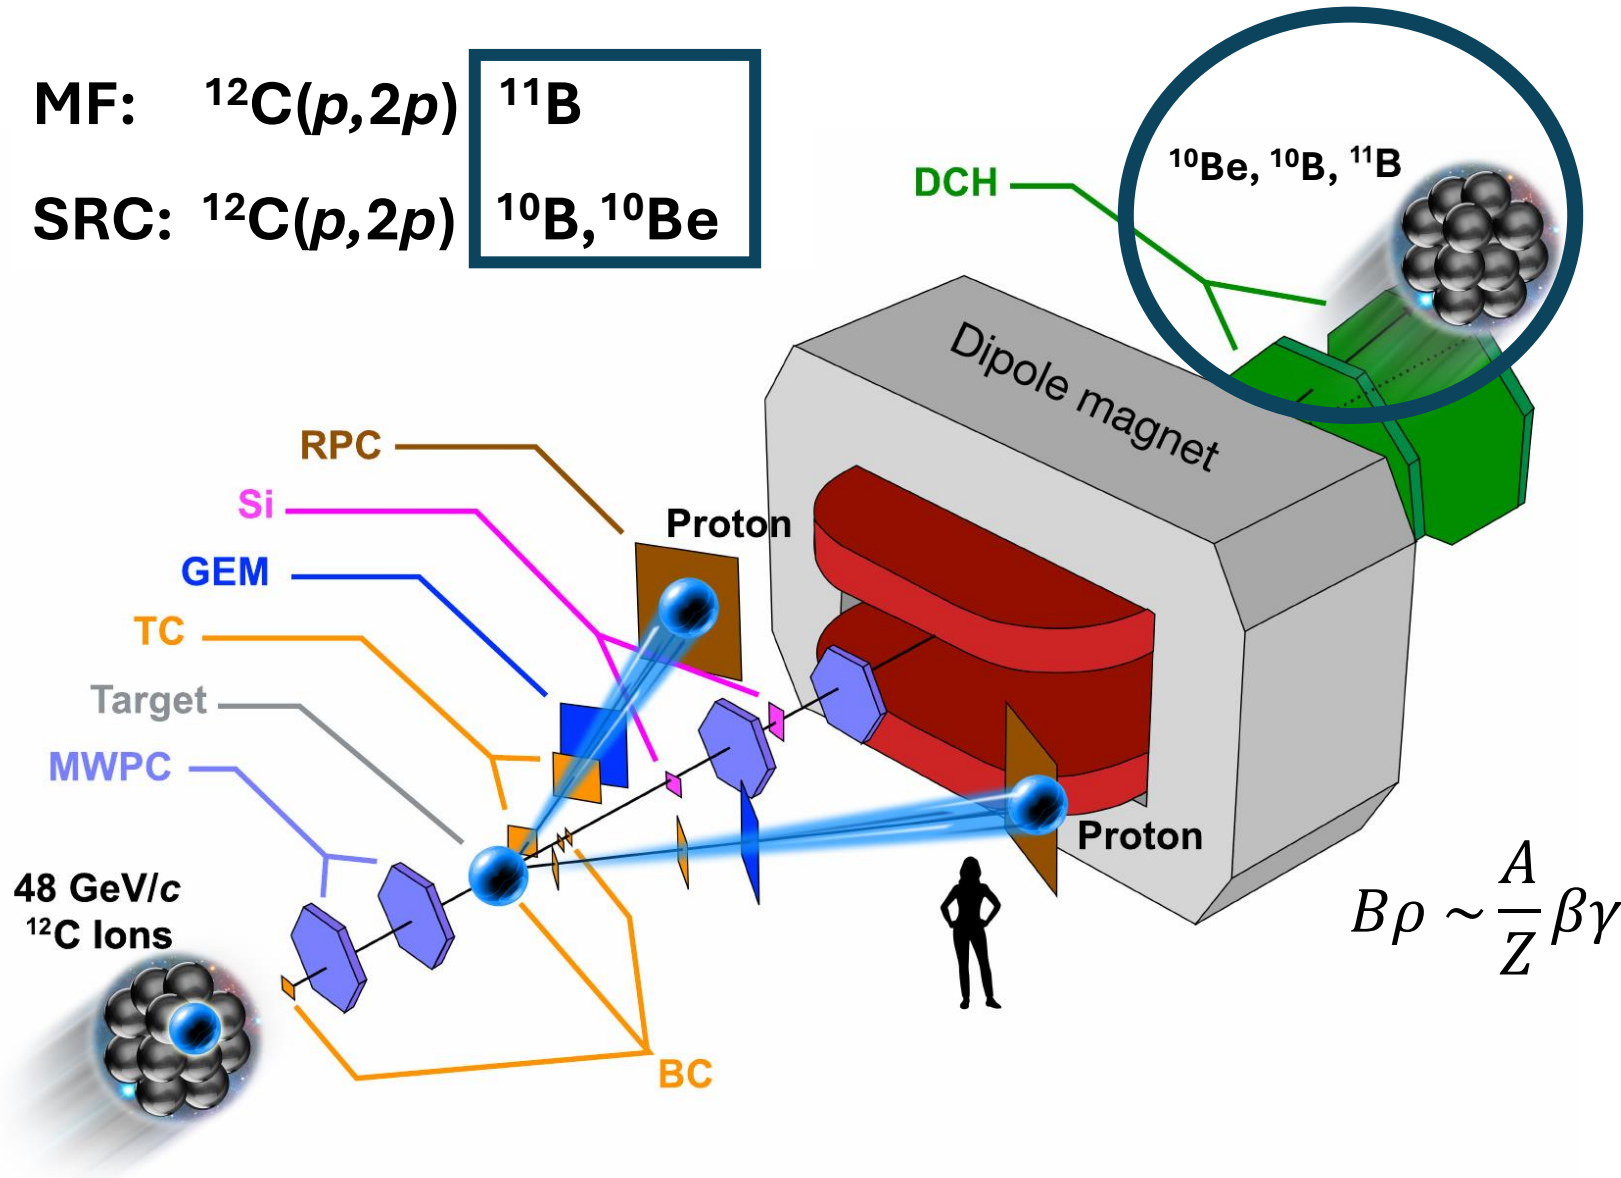 MF: ¹²C(p,2p) ¹¹B
SRC: ¹²C(p,2p) ¹⁰B,¹⁰Be
¹⁰Be, ¹⁰B, ¹¹B
DCH
Dipole magnet
RPC
Si
Proton
GEM
TC
Target
MWPC
Proton
48 GeV/c
¹²C Ions
Bρ ~ A/Z βγ
BC